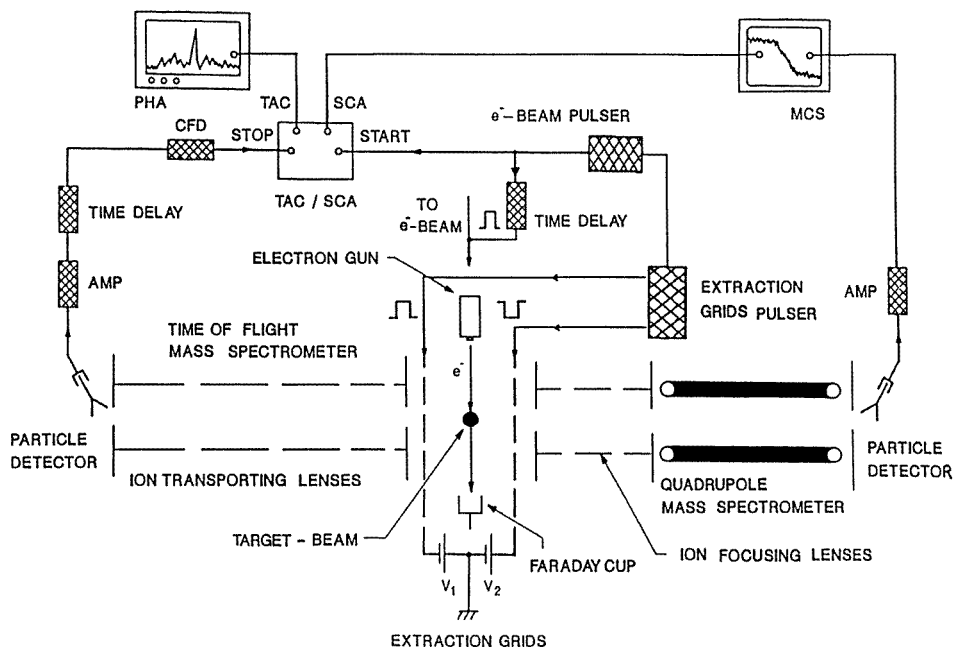 PHA
TAC
SCA
MCS
CFD
STOP
START
e⁻-BEAM PULSER
TAC / SCA
TIME DELAY
TO
e⁻-BEAM
TIME DELAY
ELECTRON GUN
AMP
EXTRACTION
GRIDS PULSER
AMP
TIME OF FLIGHT
MASS SPECTROMETER
e⁻
PARTICLE
DETECTOR
ION TRANSPORTING LENSES
QUADRUPOLE
MASS SPECTROMETER
PARTICLE
DETECTOR
TARGET - BEAM
FARADAY CUP
ION FOCUSING LENSES
V₁
V₂
EXTRACTION GRIDS